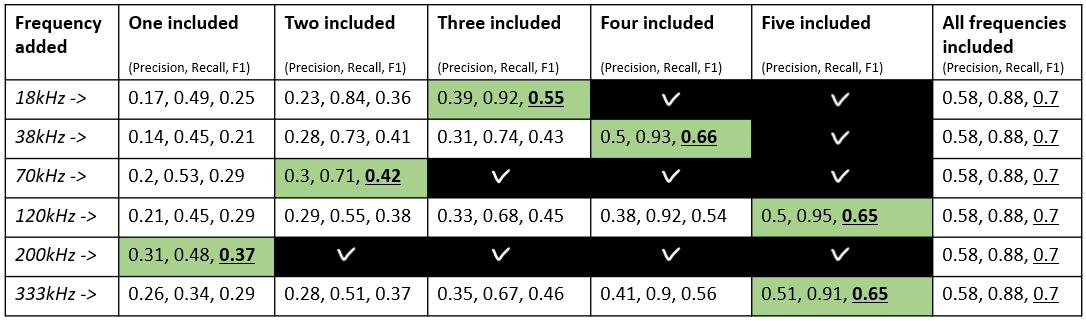 Frequency added One included Two included Three included Four included Five included All frequencies included
(Precision, Recall, F1) (Precision, Recall, F1) (Precision, Recall, F1) (Precision, Recall, F1) (Precision, Recall, F1) (Precision, Recall, F1)
18kHz -> 0.17, 0.49, 0.25 0.23, 0.84, 0.36 0.39, 0.92, 0.55 ✓ ✓ 0.58, 0.88, 0.7
38kHz -> 0.14, 0.45, 0.21 0.28, 0.73, 0.41 0.31, 0.74, 0.43 0.5, 0.93, 0.66 ✓ 0.58, 0.88, 0.7
70kHz -> 0.2, 0.53, 0.29 0.3, 0.71, 0.42 ✓ ✓ ✓ 0.58, 0.88, 0.7
120kHz -> 0.21, 0.45, 0.29 0.29, 0.55, 0.38 0.33, 0.68, 0.45 0.38, 0.92, 0.54 0.5, 0.95, 0.65 0.58, 0.88, 0.7
200kHz -> 0.31, 0.48, 0.37 ✓ ✓ ✓ ✓ 0.58, 0.88, 0.7
333kHz -> 0.26, 0.34, 0.29 0.28, 0.51, 0.37 0.35, 0.67, 0.46 0.41, 0.9, 0.56 0.51, 0.91, 0.65 0.58, 0.88, 0.7